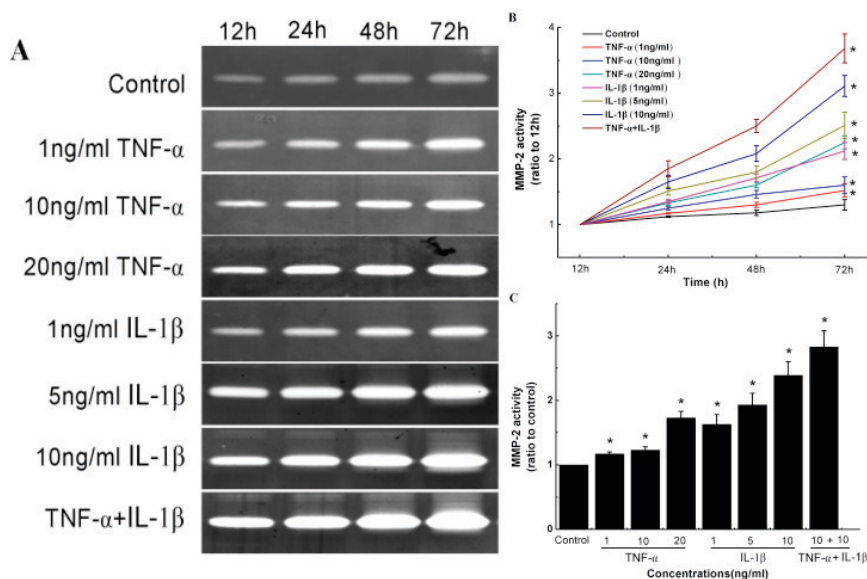 A
12h 24h 48h 72h
Control
1ng/ml TNF-α
10ng/ml TNF-α
20ng/ml TNF-α
1ng/ml IL-1β
5ng/ml IL-1β
10ng/ml IL-1β
TNF-α+IL-1β
B
Control
TNF-α (1ng/ml)
TNF-α (10ng/ml )
TNF-α (20ng/ml )
IL-1β (1ng/ml)
IL-1β (5ng/ml)
IL-1β (10ng/ml)
TNF-α+IL-1β
MMP-2 activity
(ratio to 12h)
4
3
2
1
* * * * * * *
12h 24h 48h 72h
Time (h)
C
MMP-2 activity
(ratio to control)
3
2
1
0
* * * * * * *
Control 1 10 20 1 5 10 10 + 10
TNF-α IL-1β TNF-α+IL-1β
Concentrations(ng/ml)